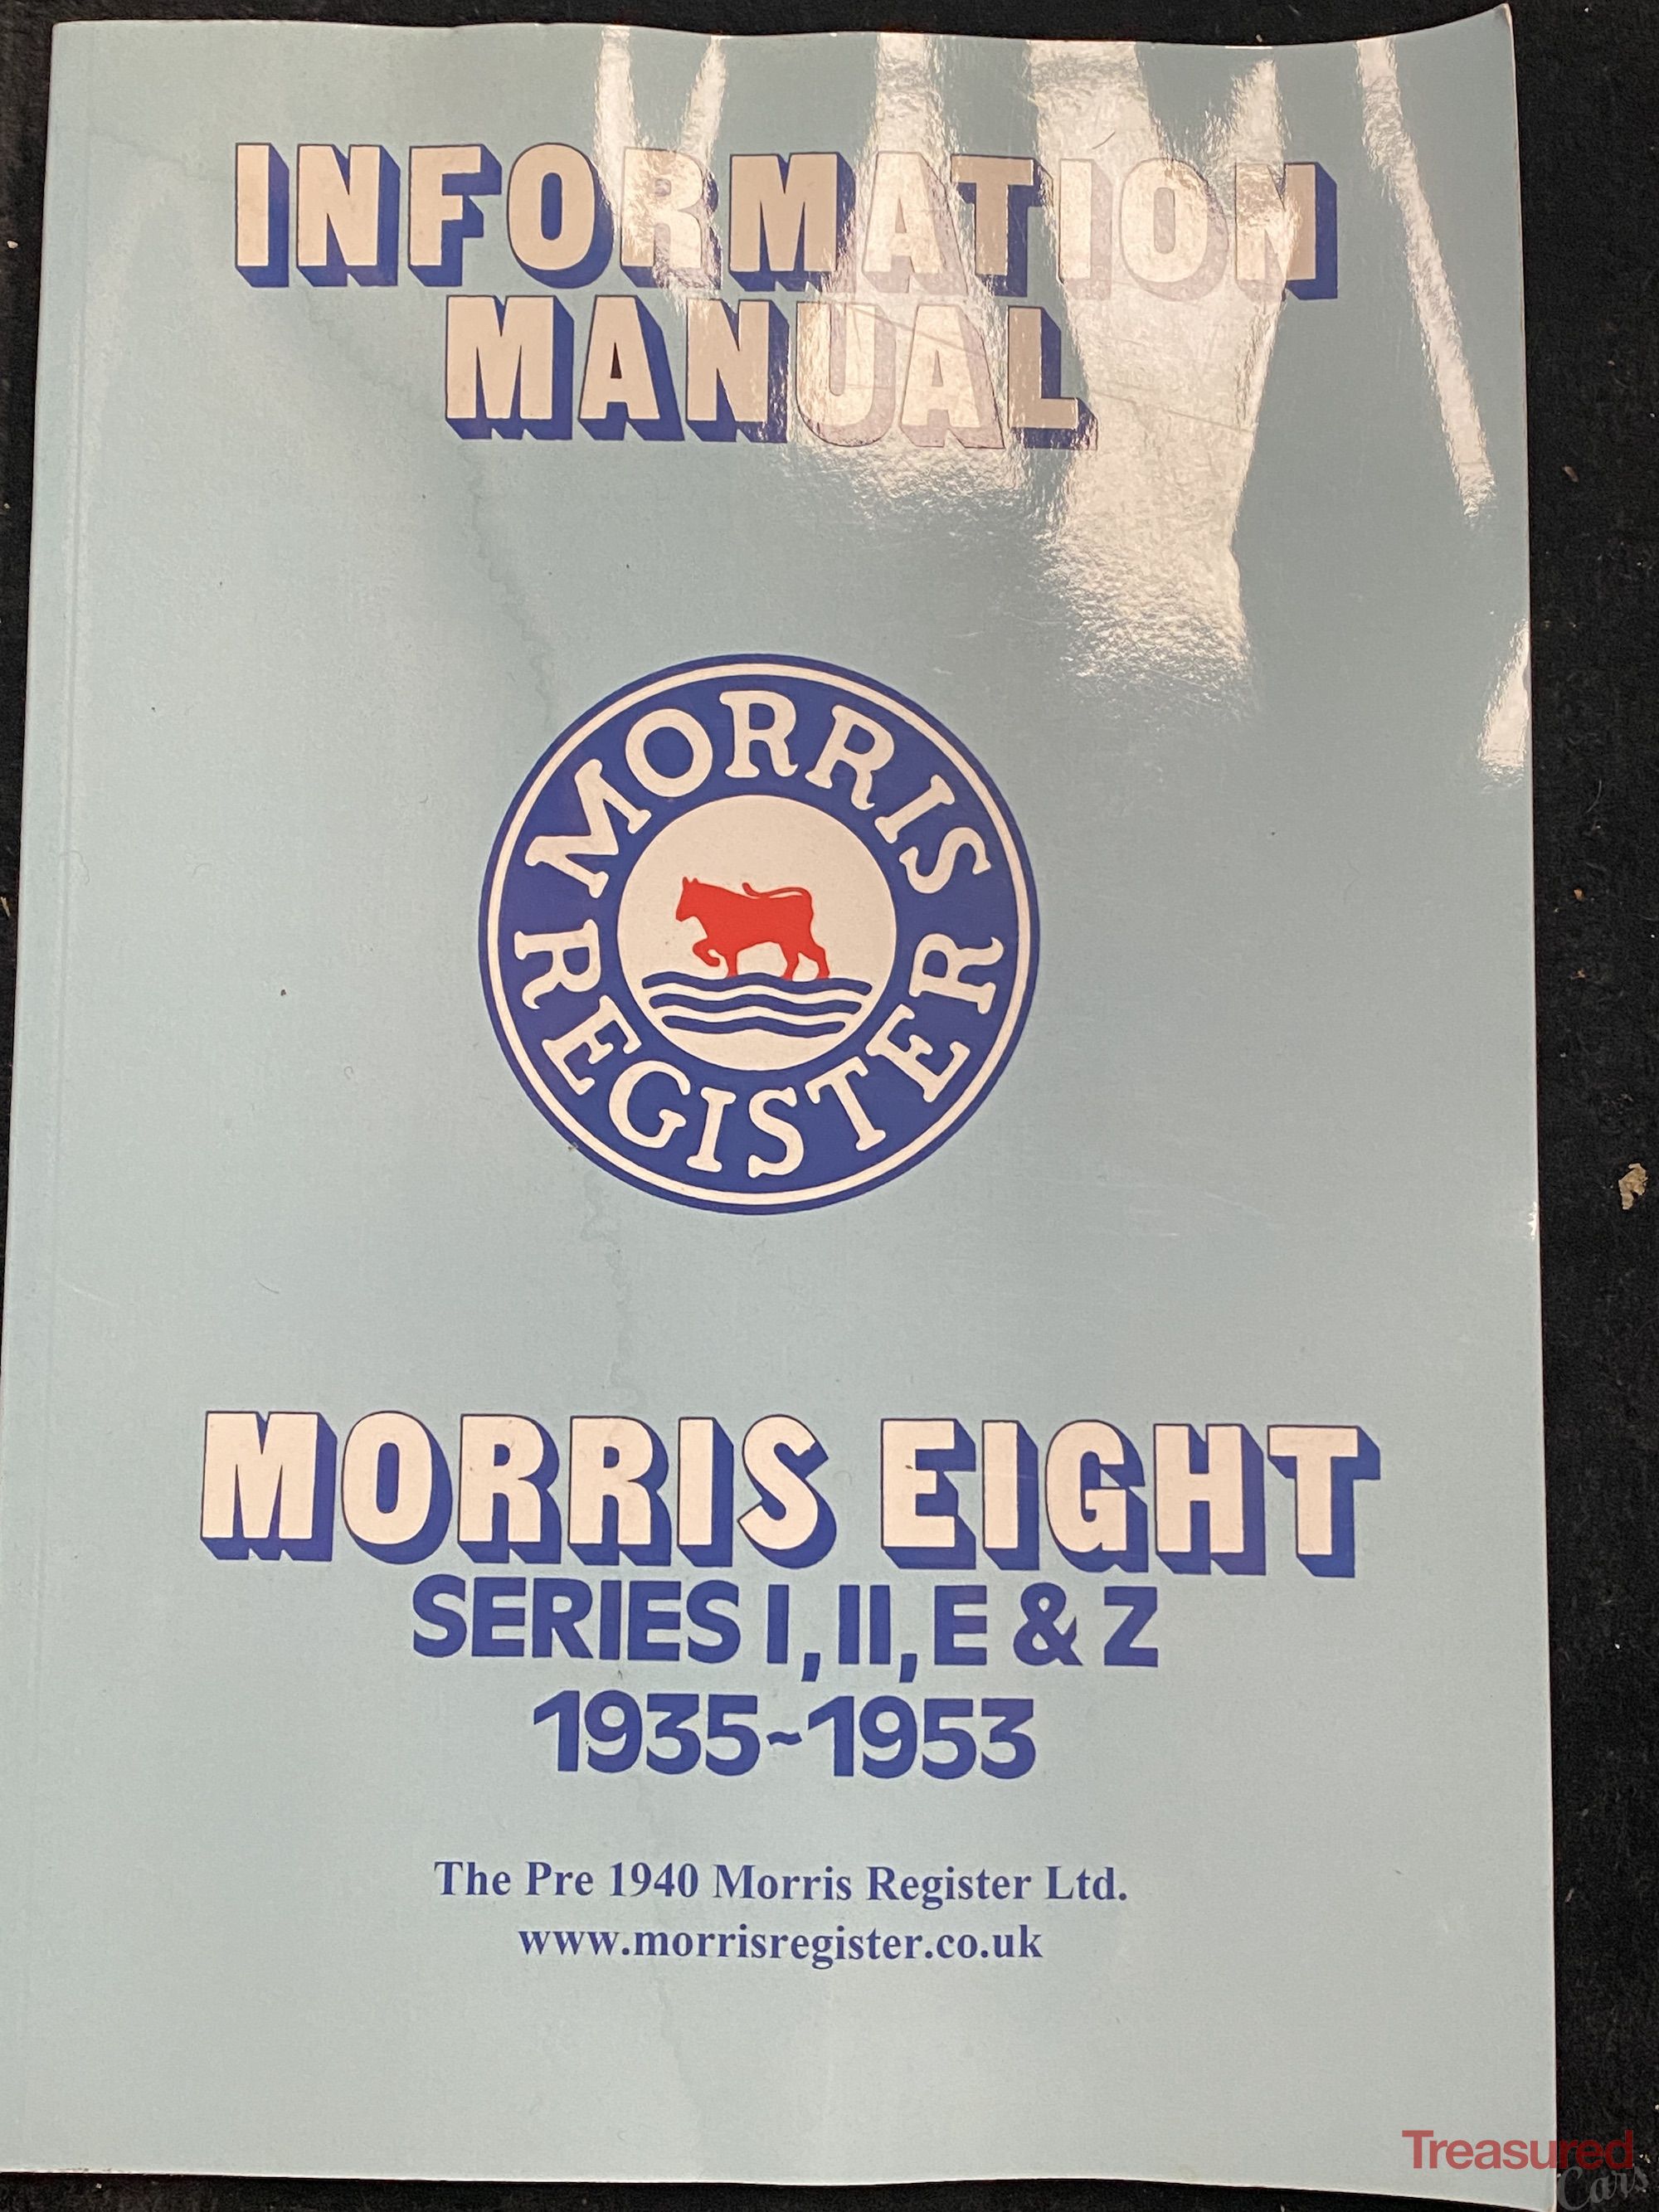 INFORMATION
MANUAL
MORRIS
REGISTER
MORRIS EIGHT
SERIES I, II, E & Z
1935~1953
The Pre 1940 Morris Register Ltd.
www.morrisregister.co.uk
Treasured
Cars